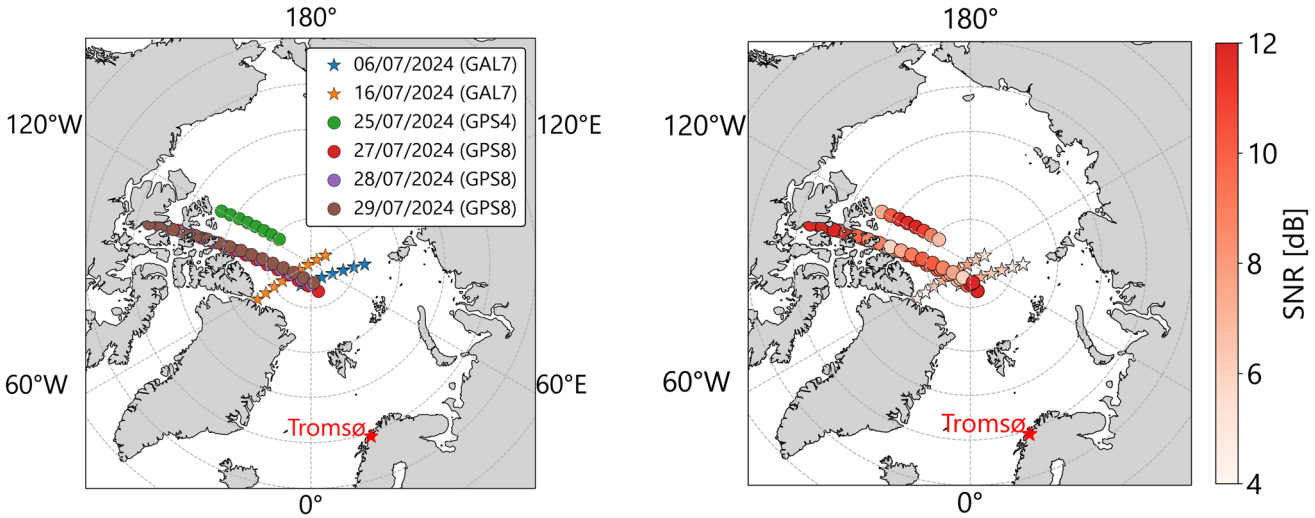 180°
06/07/2024 (GAL7)
16/07/2024 (GAL7)
25/07/2024 (GPS4)
27/07/2024 (GPS8)
28/07/2024 (GPS8)
29/07/2024 (GPS8)
120°W
120°E
60°W
60°E
Tromsø
0°
180°
120°W
60°W
Tromsø
0°
12
10
8
6
4
SNR [dB]